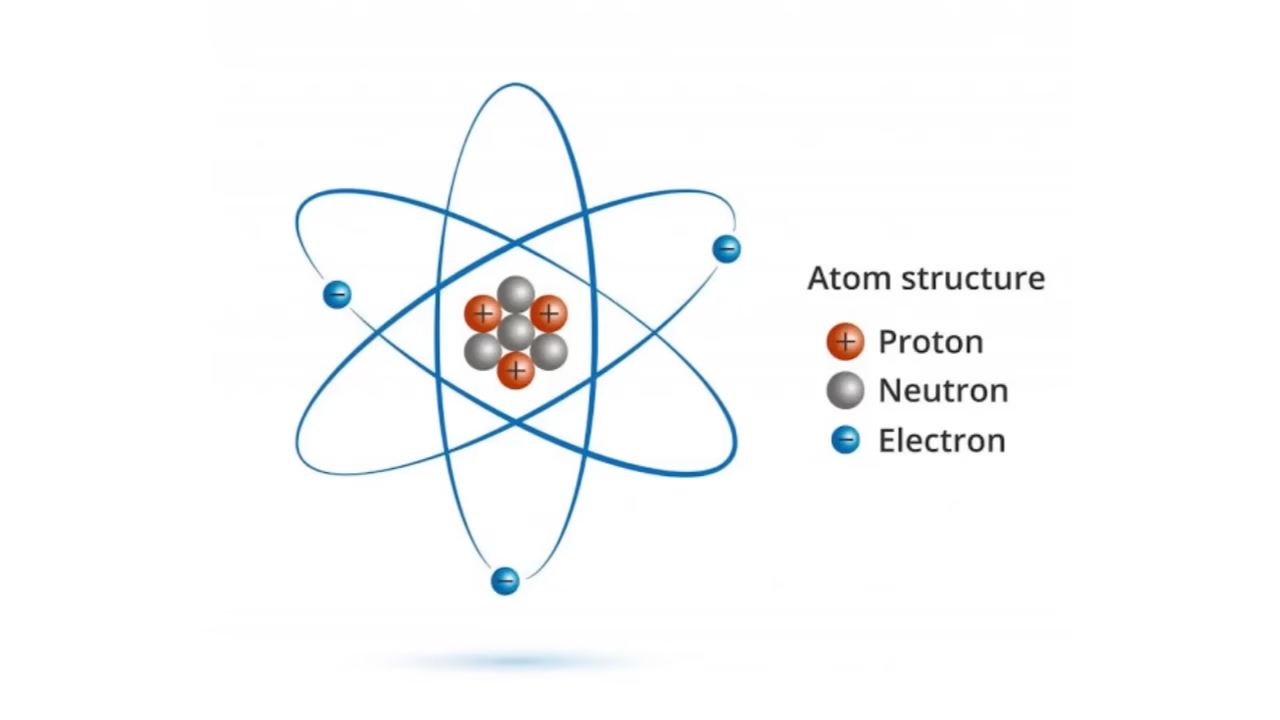 Atom structure
+ Proton
Neutron
− Electron
+ +
+
−
−
−